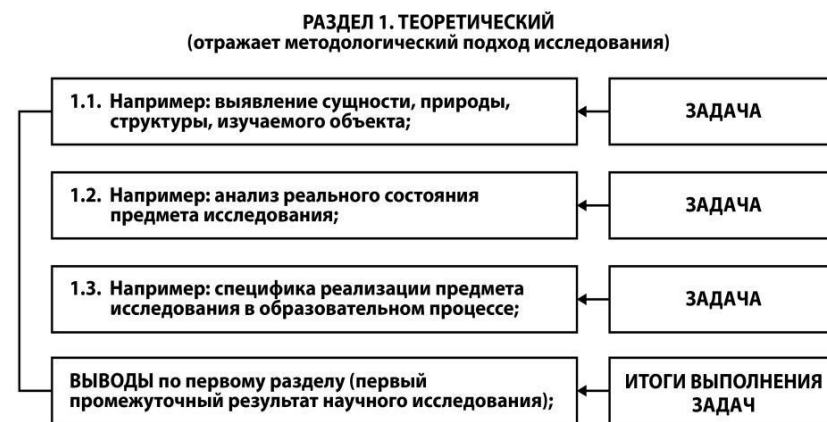 РАЗДЕЛ 1. ТЕОРЕТИЧЕСКИЙ
(отражает методологический подход исследования)
1.1. Например: выявление сущности, природы,
структуры, изучаемого объекта;
ЗАДАЧА
1.2. Например: анализ реального состояния
предмета исследования;
ЗАДАЧА
1.3. Например: специфика реализации предмета
исследования в образовательном процессе;
ЗАДАЧА
ВЫВОДЫ по первому разделу (первый
промежуточный результат научного исследования);
ИТОГИ ВЫПОЛНЕНИЯ
ЗАДАЧ